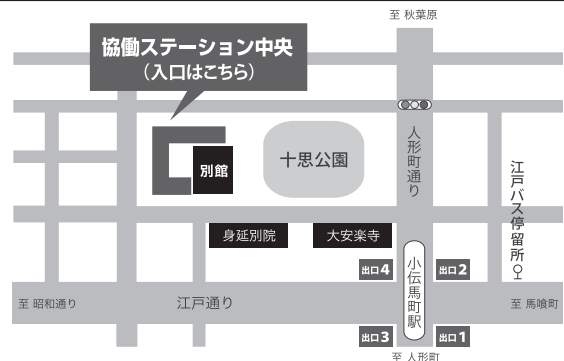 至 秋葉原
協働ステーション中央
（入口はこちら）
人形町通り
十思公園
別館
江戸バス停留所
身延別院
大安楽寺
出口4
出口2
小伝馬町駅
至 昭和通り
江戸通り
至 馬喰町
出口3
出口1
至 人形町